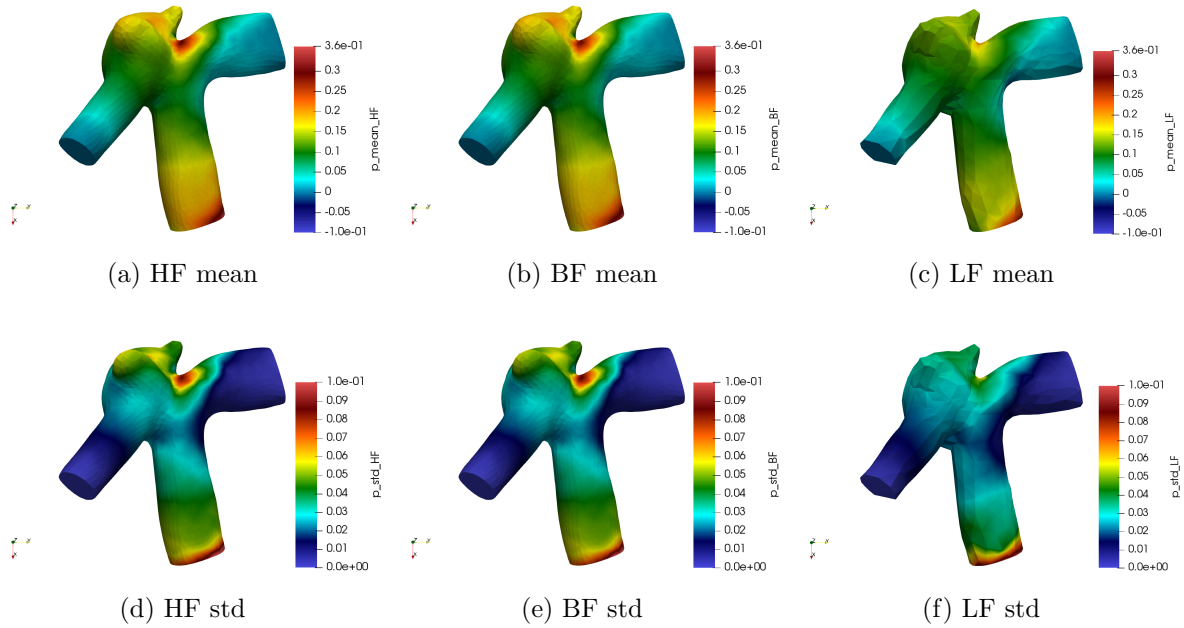 3.6e-01
0.3
0.25
0.2
0.15
0.1
0.05
0
-0.05
-1.0e-01
p_mean_HF
Z
Y
X
(a) HF mean
3.6e-01
0.3
0.25
0.2
0.15
0.1
0.05
0
-0.05
-1.0e-01
p_mean_BF
Z
Y
X
(b) BF mean
3.6e-01
0.3
0.25
0.2
0.15
0.1
0.05
0
-0.05
-1.0e-01
p_mean_LF
Z
Y
X
(c) LF mean
1.0e-01
0.09
0.08
0.07
0.06
0.05
0.04
0.03
0.02
0.01
0.0e+00
p_std_HF
Z
Y
X
(d) HF std
1.0e-01
0.09
0.08
0.07
0.06
0.05
0.04
0.03
0.02
0.01
0.0e+00
p_std_BF
Z
Y
X
(e) BF std
1.0e-01
0.09
0.08
0.07
0.06
0.05
0.04
0.03
0.02
0.01
0.0e+00
p_std_LF
Z
Y
X
(f) LF std